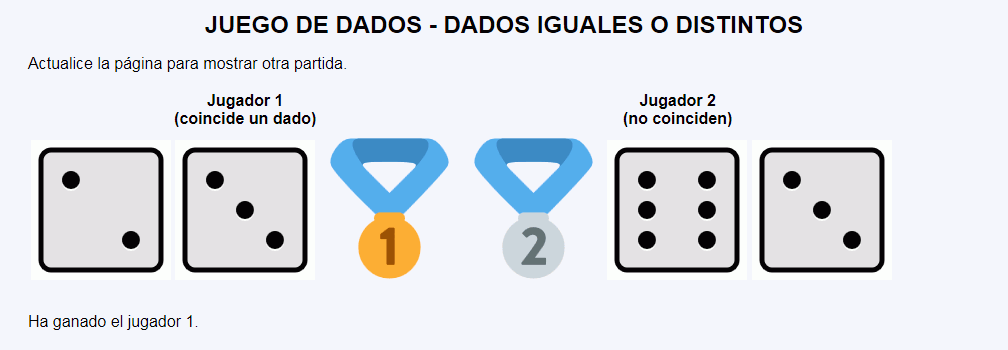 JUEGO DE DADOS - DADOS IGUALES O DISTINTOS
Actualice la página para mostrar otra partida.
Jugador 1
(coincide un dado)
Jugador 2
(no coinciden)
1
2
Ha ganado el jugador 1.